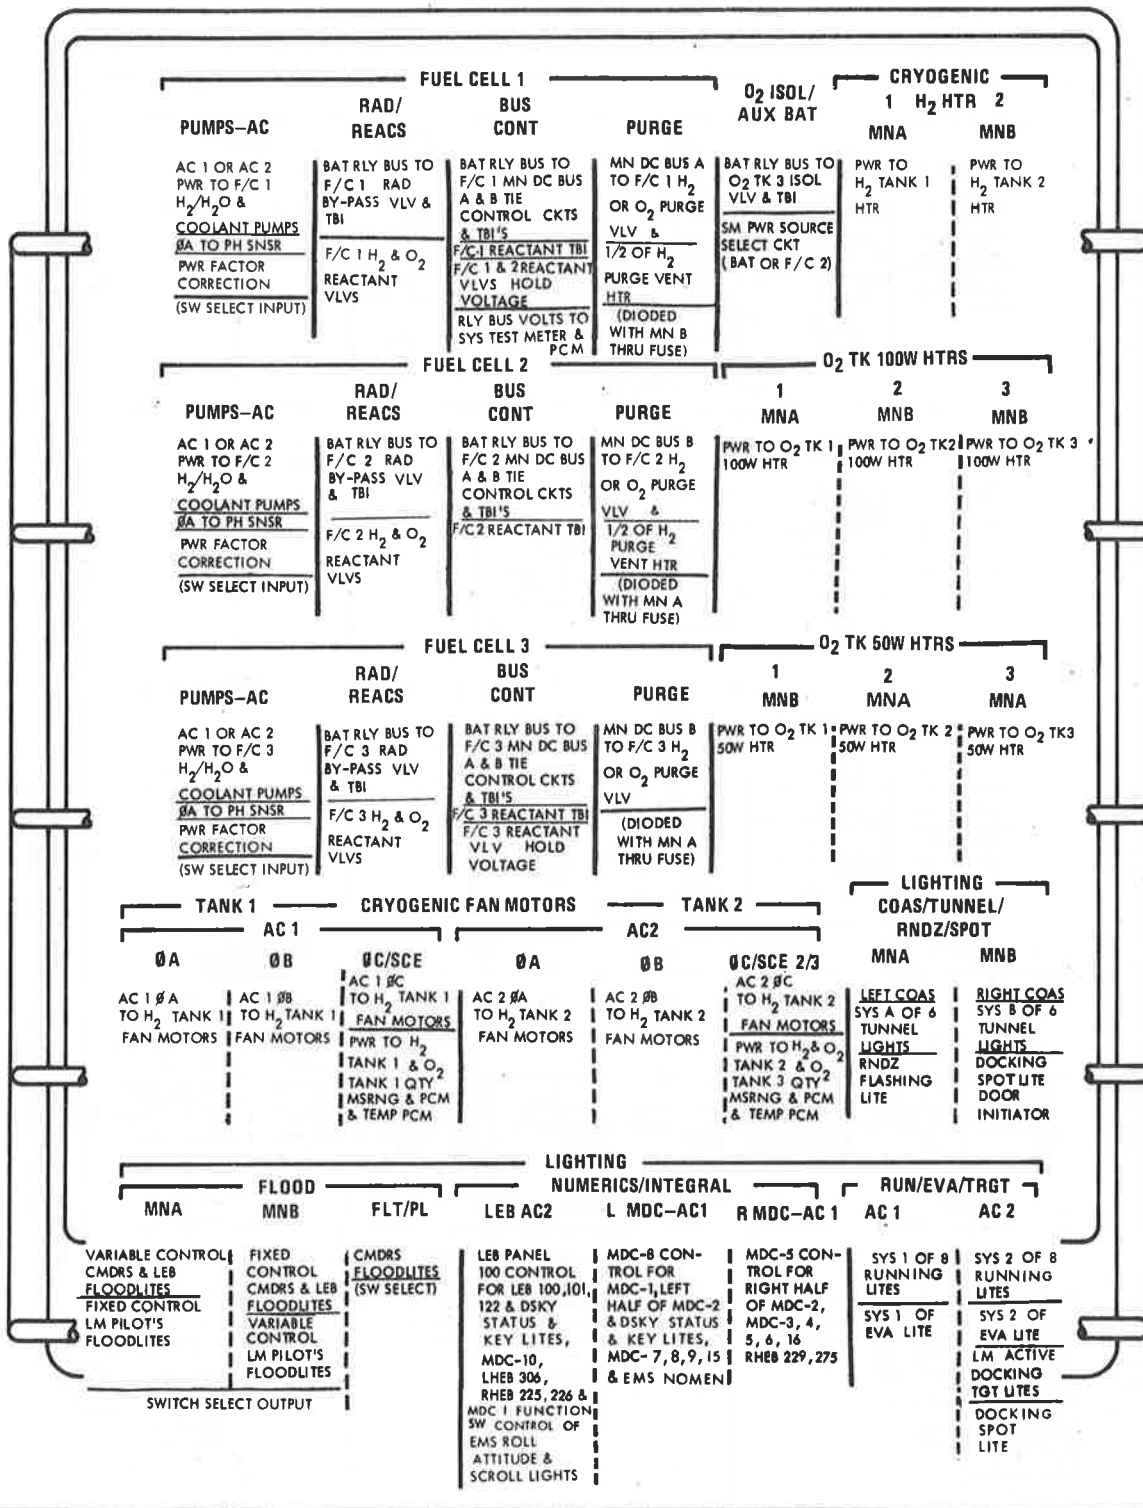 FUEL CELL 1
PUMPS-AC
AC 1 OR AC 2
PWR TO F/C 1
H2/H2O &
COOLANT PUMPS
ØA TO PH SNSR
PWR FACTOR
CORRECTION
(SW SELECT INPUT)
RAD/
REACS
BAT RLY BUS TO
F/C 1 RAD
BY-PASS VLV &
TBI
F/C 1 H2 & O2
REACTANT
VLVS
BUS
CONT
BAT RLY BUS TO
F/C 1 MN DC BUS
A & B TIE
CONTROL CKTS
& TBI'S
F/C-1 REACTANT TBI
F/C 1 & 2 REACTANT
VLVS HOLD
VOLTAGE
RLY BUS VOLTS TO
SYS TEST METER &
PCM
PURGE
MN DC BUS A
TO F/C 1 H2
OR O2 PURGE
VLV &
1/2 OF H2
PURGE VENT
HTR
(DIODED
WITH MN B
THRU FUSE)
O2 ISOL/
AUX BAT
BAT RLY BUS TO
O2 TK 3 ISOL
VLV & TBI
SM PWR SOURCE
SELECT CKT
(BAT OR F/C 2)
CRYOGENIC
1 H2 HTR 2
MNA
PWR TO
H2 TANK 1
HTR
MNB
PWR TO
H2 TANK 2
HTR
FUEL CELL 2
PUMPS-AC
AC 1 OR AC 2
PWR TO F/C 2
H2/H2O &
COOLANT PUMPS
ØA TO PH SNSR
PWR FACTOR
CORRECTION
(SW SELECT INPUT)
RAD/
REACS
BAT RLY BUS TO
F/C 2 RAD
BY-PASS VLV
& TBI
F/C 2 H2 & O2
REACTANT
VLVS
BUS
CONT
BAT RLY BUS TO
F/C 2 MN DC BUS
A & B TIE
CONTROL CKTS
& TBI'S
F/C 2 REACTANT TBI
PURGE
MN DC BUS B
TO F/C 2 H2
OR O2 PURGE
VLV &
1/2 OF H2
PURGE
VENT HTR
(DIODED
WITH MN A
THRU FUSE)
O2 TK 100W HTRS
1
MNA
PWR TO O2 TK 1
100W HTR
2
MNB
PWR TO O2 TK2
100W HTR
3
MNB
PWR TO O2 TK 3
100W HTR
FUEL CELL 3
PUMPS-AC
AC 1 OR AC 2
PWR TO F/C 3
H2/H2O &
COOLANT PUMPS
ØA TO PH SNSR
PWR FACTOR
CORRECTION
(SW SELECT INPUT)
RAD/
REACS
BAT RLY BUS TO
F/C 3 RAD
BY-PASS VLV
& TBI
F/C 3 H2 & O2
REACTANT
VLVS
BUS
CONT
BAT RLY BUS TO
F/C 3 MN DC BUS
A & B TIE
CONTROL CKTS
& TBI'S
F/C 3 REACTANT TBI
F/C 3 REACTANT
VLV HOLD
VOLTAGE
PURGE
MN DC BUS B
TO F/C 3 H2
OR O2 PURGE
VLV
(DIODED
WITH MN A
THRU FUSE)
O2 TK 50W HTRS
1
MNB
PWR TO O2 TK 1
50W HTR
2
MNA
PWR TO O2 TK 2
50W HTR
3
MNA
PWR TO O2 TK3
50W HTR
TANK 1 CRYOGENIC FAN MOTORS TANK 2
AC 1
ØA
AC 1 ØA
TO H2 TANK 1
FAN MOTORS
ØB
AC 1 ØB
TO H2 TANK 1
FAN MOTORS
ØC/SCE
AC 1 ØC
TO H2 TANK 1
FAN MOTORS
PWR TO H2
TANK 1 & O2
TANK 1 QTY
MSRNG & PCM
& TEMP PCM
AC2
ØA
AC 2 ØA
TO H2 TANK 2
FAN MOTORS
ØB
AC 2 ØB
TO H2 TANK 2
FAN MOTORS
ØC/SCE 2/3
AC 2 ØC
TO H2 TANK 2
FAN MOTORS
PWR TO H2 & O2
TANK 2 & O2
TANK 3 QTY
MSRNG & PCM
& TEMP PCM
LIGHTING
COAS/TUNNEL/
RNDZ/SPOT
MNA
LEFT COAS
SYS A OF 6
TUNNEL
LIGHTS
RNDZ
FLASHING
LITE
MNB
RIGHT COAS
SYS B OF 6
TUNNEL
LIGHTS
DOCKING
SPOT LITE
DOOR
INITIATOR
LIGHTING
FLOOD
MNA
VARIABLE CONTROL
CMDRS & LEB
FLOODLITES
FIXED CONTROL
LM PILOT'S
FLOODLITES
MNB
FIXED
CONTROL
CMDRS & LEB
FLOODLITES
VARIABLE
CONTROL
LM PILOT'S
FLOODLITES
SWITCH SELECT OUTPUT
FLT/PL
CMDRS
FLOODLITES
(SW SELECT)
NUMERICS/INTEGRAL
LEB AC2
LEB PANEL
100 CONTROL
FOR LEB 100,101,
122 & DSKY
STATUS &
KEY LITES,
MDC-10,
LHEB 306,
RHEB 225, 226 &
MDC 1 FUNCTION
SW CONTROL OF
EMS ROLL
ATTITUDE &
SCROLL LIGHTS
L MDC-AC1
MDC-8 CON-
TROL FOR
MDC-1, LEFT
HALF OF MDC-2
& DSKY STATUS
& KEY LITES,
MDC-7, 8, 9, 15
& EMS NOMEN
R MDC-AC 1
MDC-5 CON-
TROL FOR
RIGHT HALF
OF MDC-2,
MDC-3, 4,
5, 6, 16
RHEB 229, 275
RUN/EVA/TRGT
AC 1
SYS 1 OF 8
RUNNING
LITES
SYS 1 OF
EVA LITE
AC 2
SYS 2 OF 8
RUNNING
LITES
SYS 2 OF
EVA LITE
LM ACTIVE
DOCKING
TGT LITES
DOCKING
SPOT
LITE